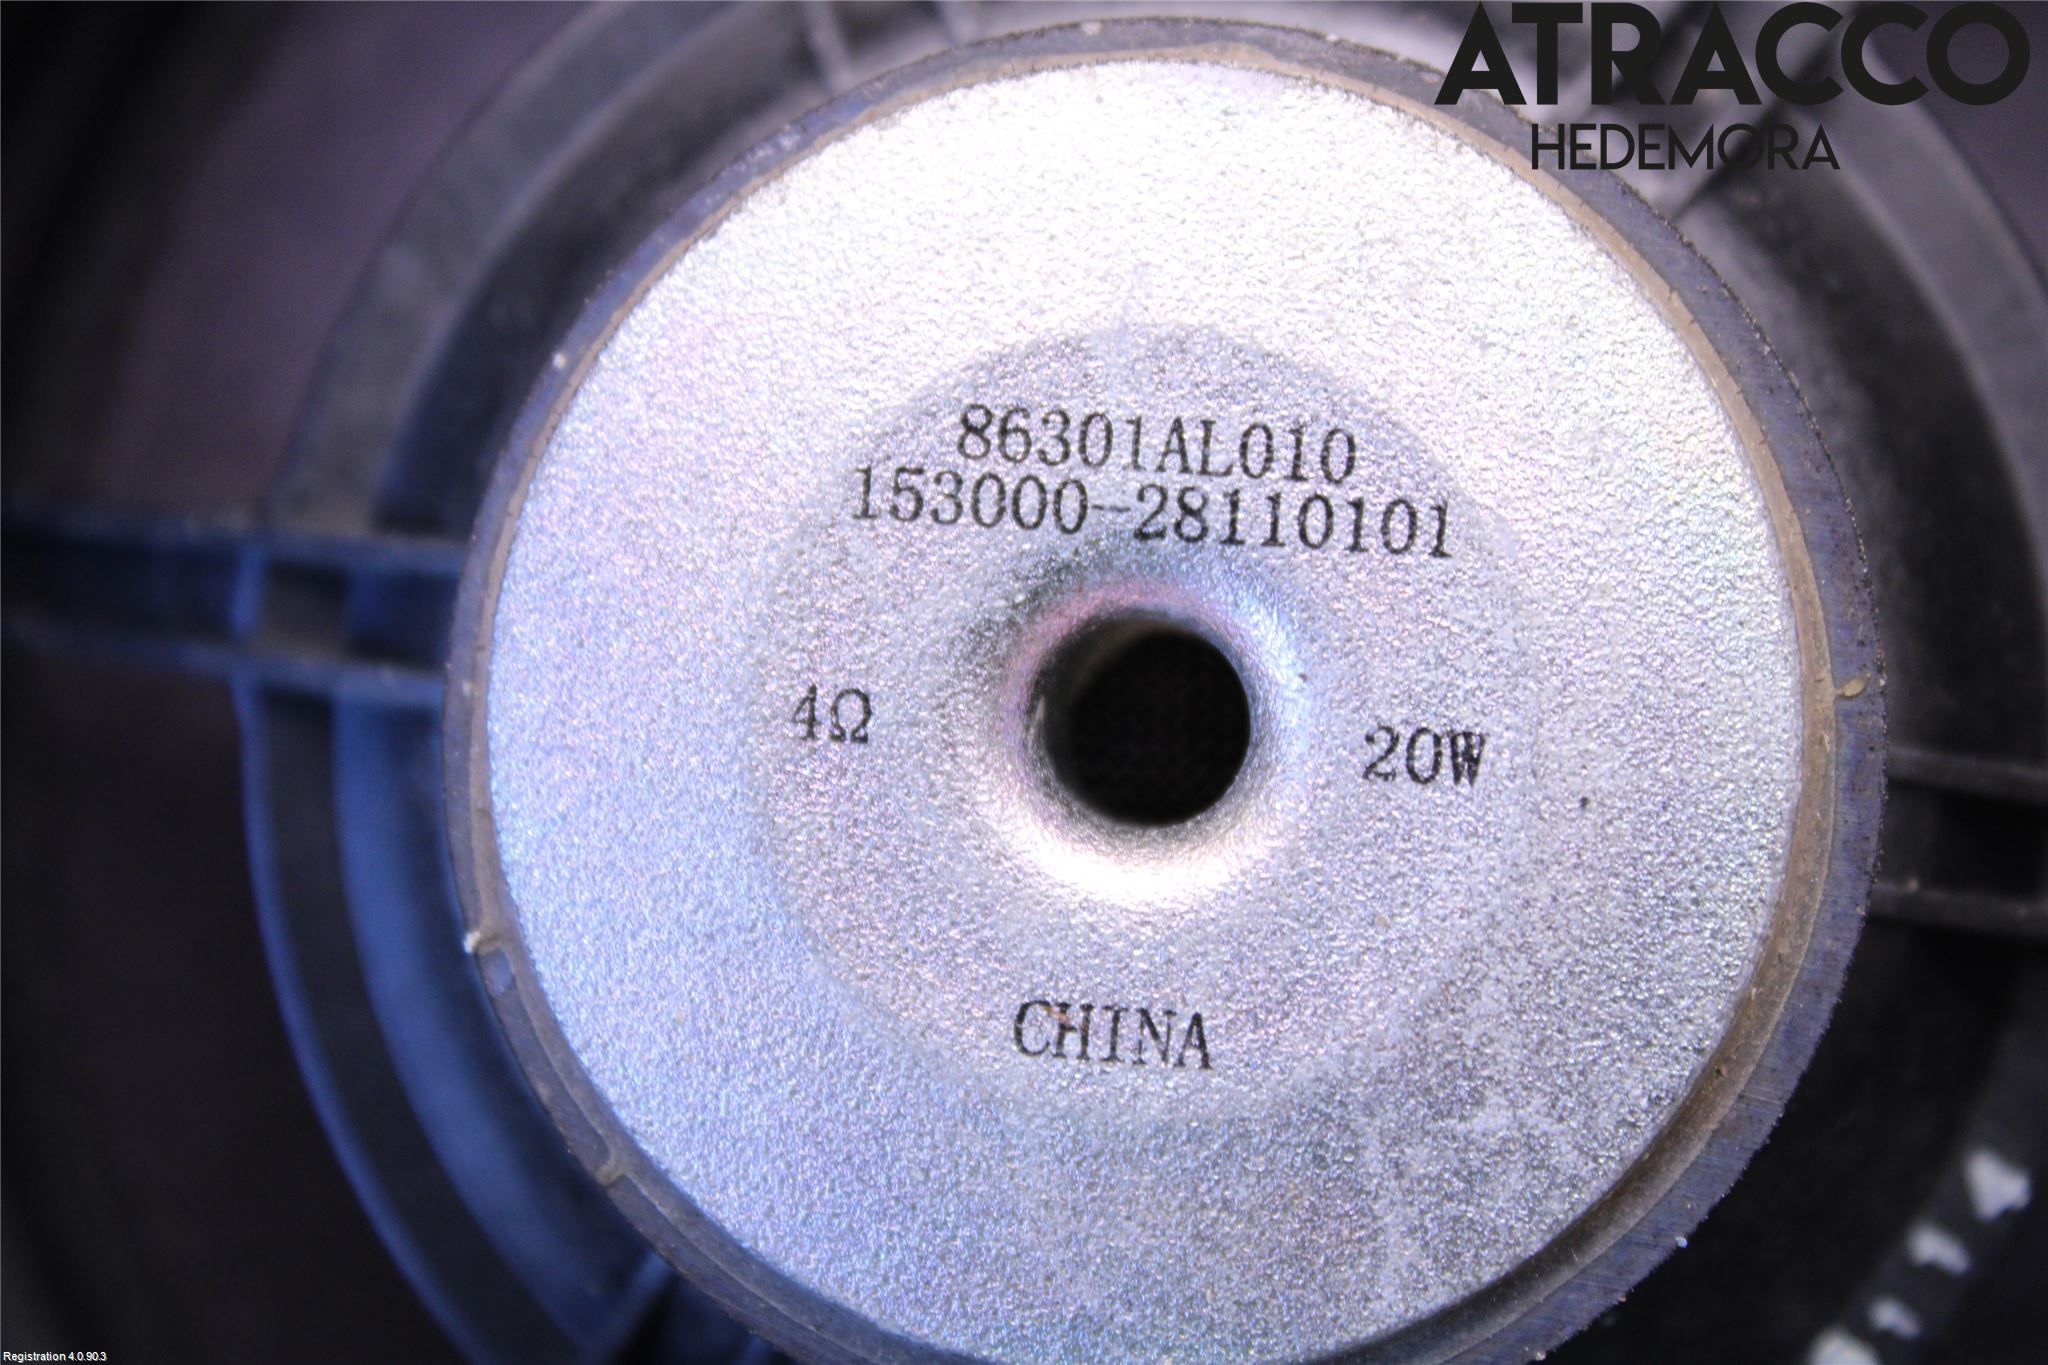 ATRACCO
HEDEMORA
86301AL010
153000-28110101
4Ω
20W
CHINA
Registration 4.0.90.3